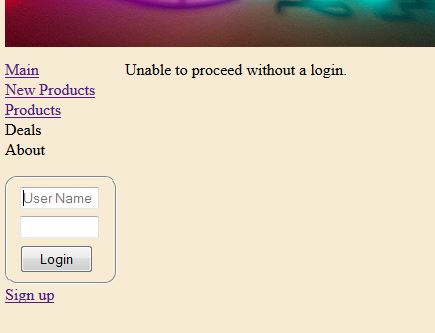 Main
Unable to proceed without a login.
New Products
Products
Deals
About
User Name
Login
Sign up